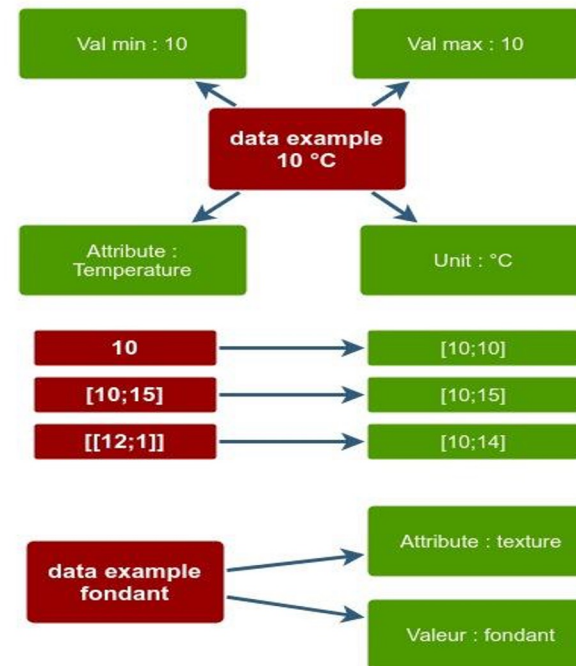 Val min : 10
Val max : 10
data example
10 °C
Attribute :
Temperature
Unit : °C
10
[10;10]
[10;15]
[10;15]
[[12;1]]
[10;14]
data example
fondant
Attribute : texture
Valeur : fondant